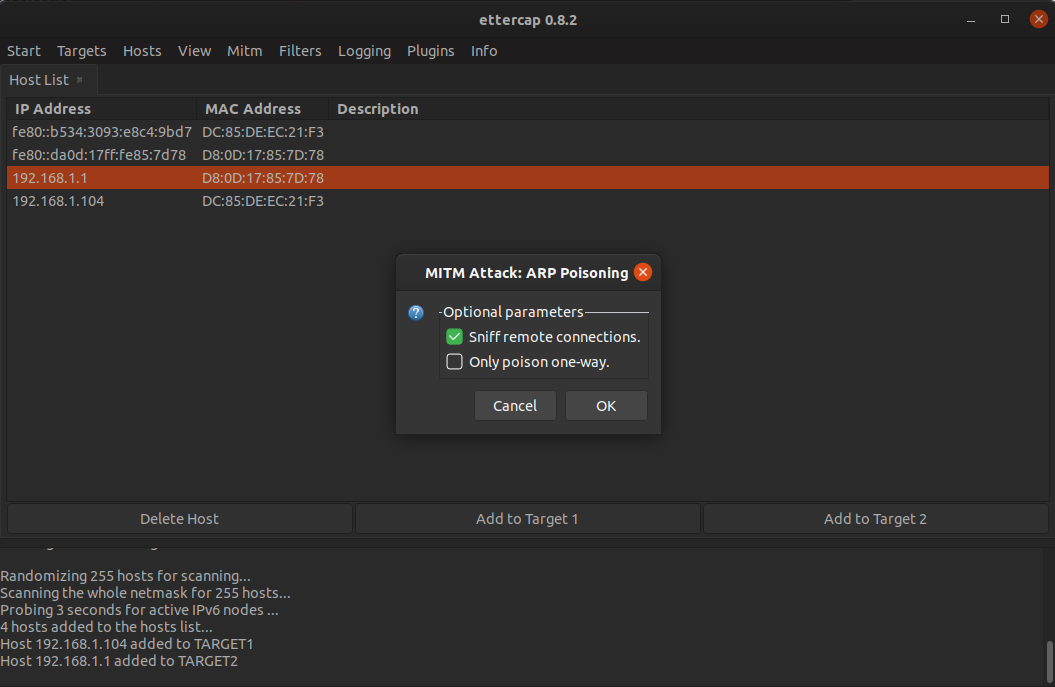 ettercap 0.8.2
Start Targets Hosts View Mitm Filters Logging Plugins Info
Host List
IP Address MAC Address Description
fe80::b534:3093:e8c4:9bd7 DC:85:DE:EC:21:F3
fe80::da0d:17ff:fe85:7d78 D8:0D:17:85:7D:78
192.168.1.1 D8:0D:17:85:7D:78
192.168.1.104 DC:85:DE:EC:21:F3
MITM Attack: ARP Poisoning
Optional parameters
Sniff remote connections.
Only poison one-way.
Cancel OK
Delete Host Add to Target 1 Add to Target 2
Randomizing 255 hosts for scanning...
Scanning the whole netmask for 255 hosts...
Probing 3 seconds for active IPv6 nodes ...
4 hosts added to the hosts list...
Host 192.168.1.104 added to TARGET1
Host 192.168.1.1 added to TARGET2